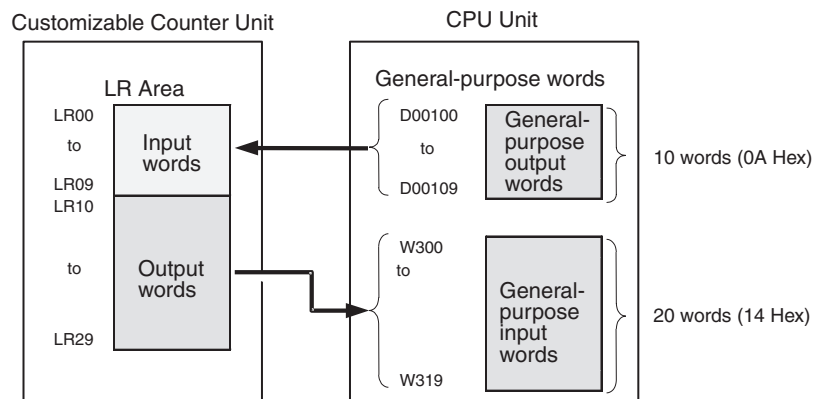 Customizable Counter Unit
CPU Unit
LR Area
General-purpose words
LR00
to
LR09
Input
words
LR10
to
LR29
Output
words
D00100
to
D00109
General-
purpose
output
words
10 words (0A Hex)
W300
to
W319
General-
purpose
input
words
20 words (14 Hex)